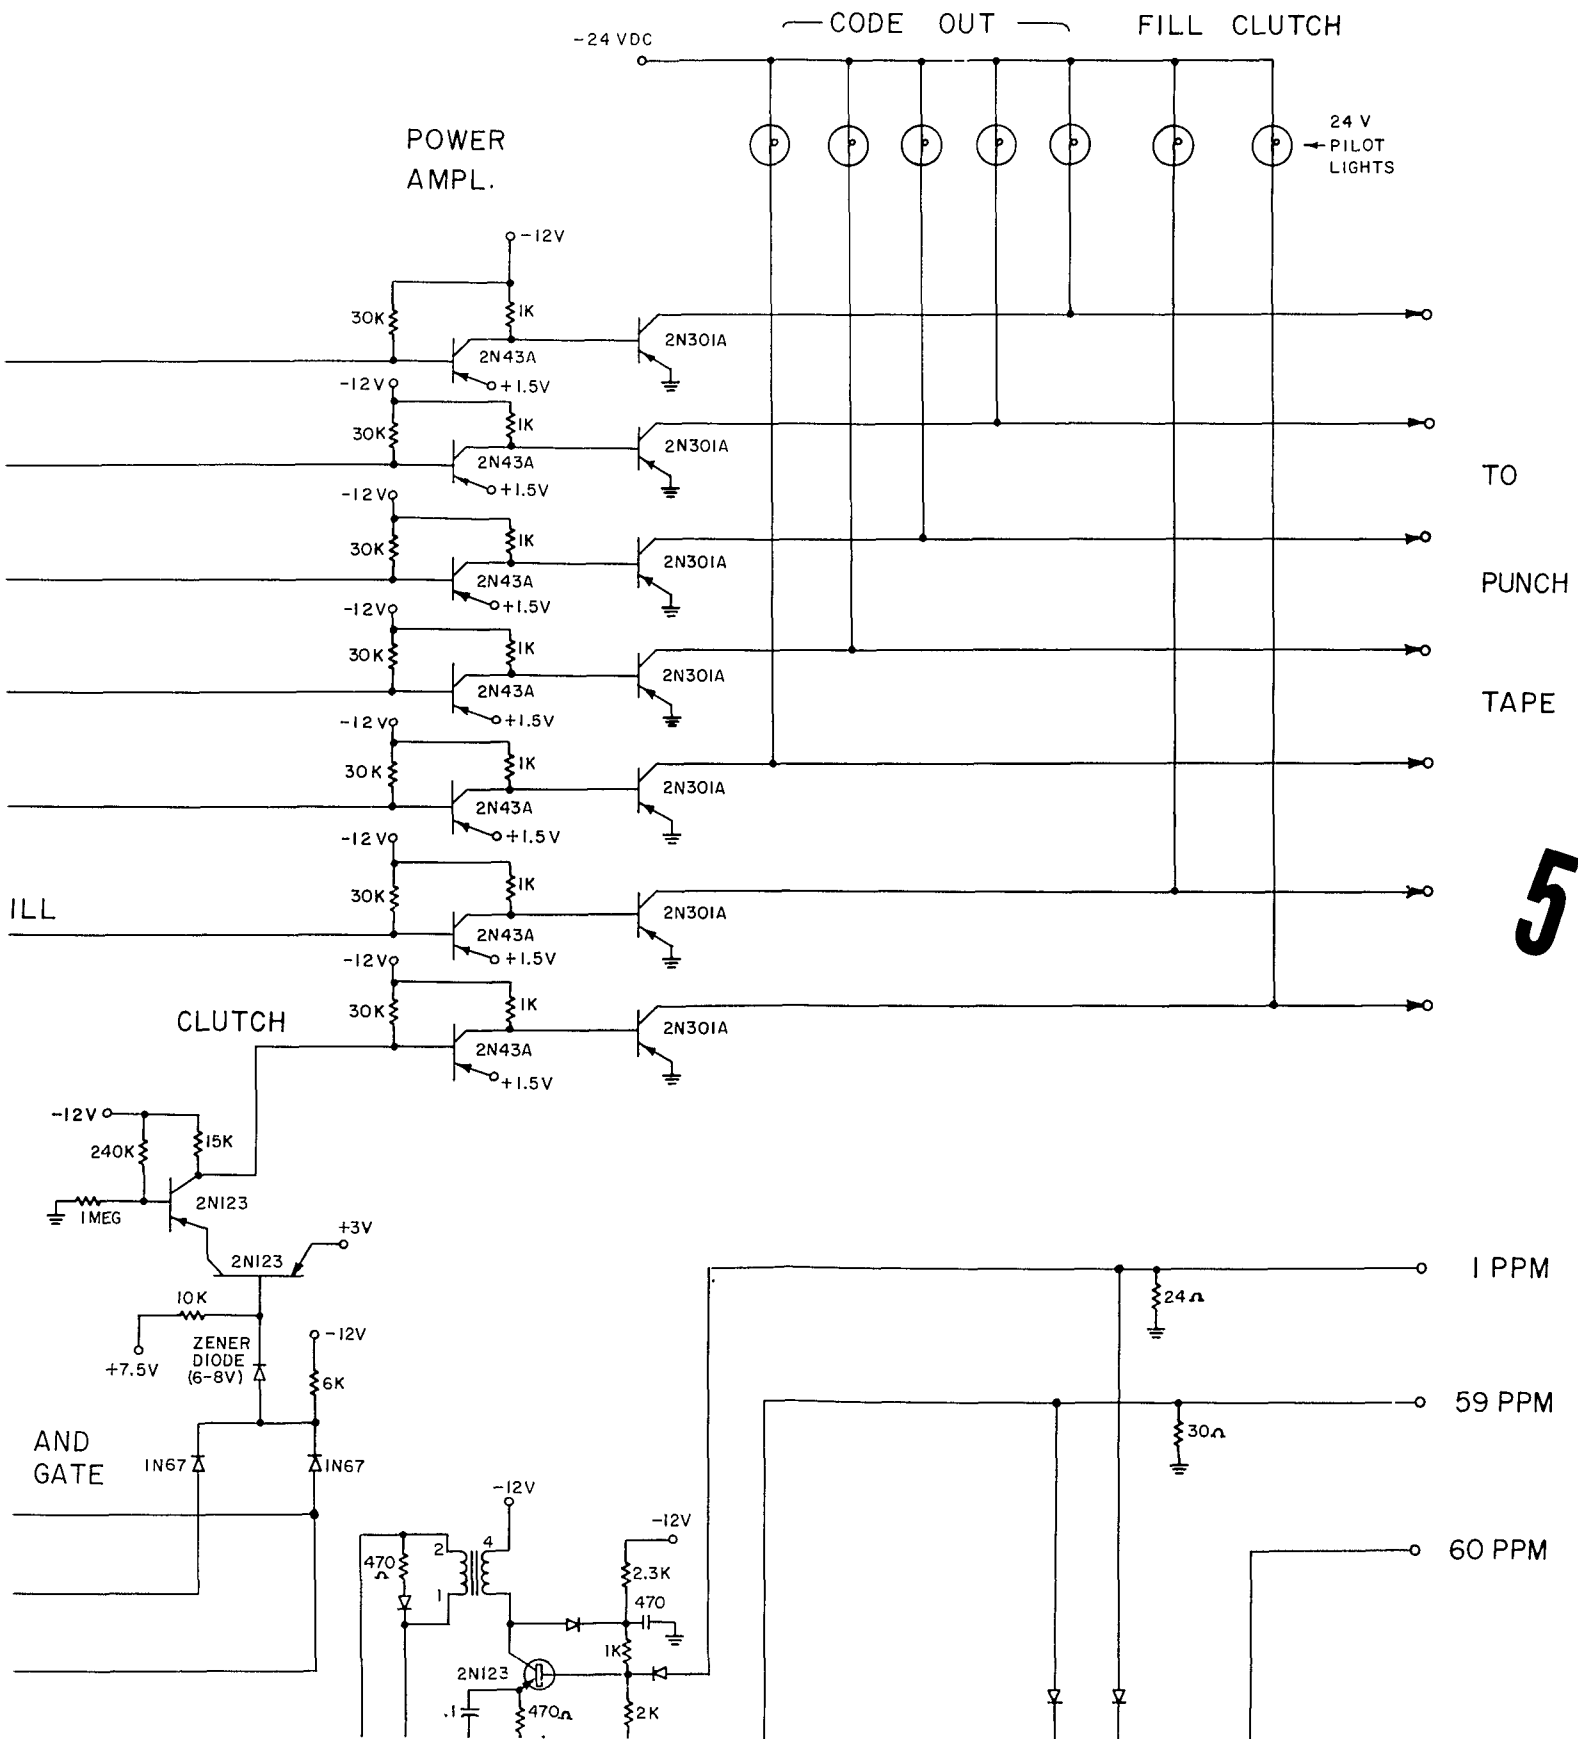 CODE OUT
FILL CLUTCH
-24 VDC
24 V
PILOT
LIGHTS
POWER
AMPL.
-12V
30K
1K
2N43A
+1.5V
2N301A
-12V
30K
1K
2N43A
+1.5V
2N301A
TO
-12V
30K
1K
2N43A
+1.5V
2N301A
PUNCH
-12V
30K
1K
2N43A
+1.5V
2N301A
TAPE
-12V
30K
1K
2N43A
+1.5V
2N301A
-12V
30K
1K
2N43A
+1.5V
2N301A
5
ILL
-12V
30K
1K
2N43A
+1.5V
2N301A
CLUTCH
-12V
240K
15K
2N123
1MEG
+3V
2N123
10K
+7.5V
ZENER
DIODE
(6-8V)
-12V
6K
1 PPM
24Ω
59 PPM
30Ω
AND
GATE
1N67
1N67
-12V
-12V
60 PPM
470
Ω
2
4
1
2.3K
470
1K
2N123
.1
470Ω
2K